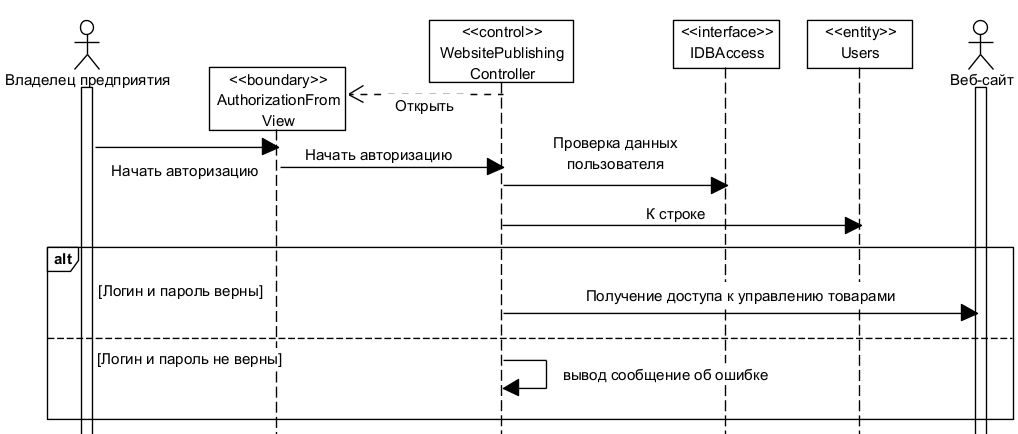 <<control>>
WebsitePublishing
Controller
<<interface>>
IDBAccess
<<entity>>
Users
Владелец предприятия
Веб-сайт
<<boundary>>
AuthorizationFrom
View
Открыть
Начать авторизацию
Начать авторизацию
Проверка данных
пользователя
К строке
alt
[Логин и пароль верны]
Получение доступа к управлению товарами
[Логин и пароль не верны]
вывод сообщение об ошибке